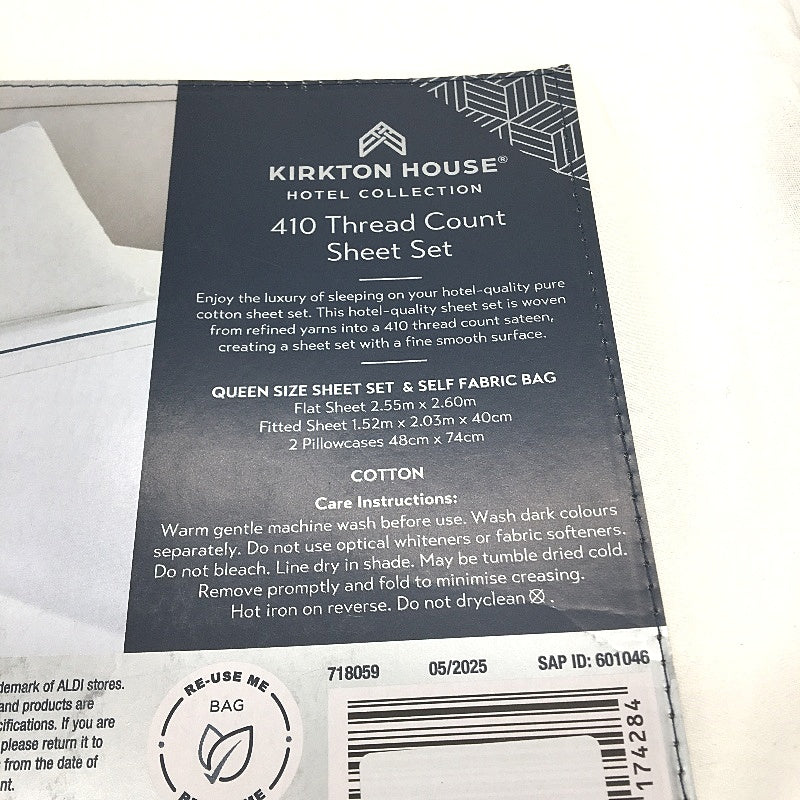 KIRKTON HOUSE®
HOTEL COLLECTION
410 Thread Count
Sheet Set
Enjoy the luxury of sleeping on your hotel-quality pure
cotton sheet set. This hotel-quality sheet set is woven
from refined yarns into a 410 thread count sateen,
creating a sheet set with a fine smooth surface.
QUEEN SIZE SHEET SET & SELF FABRIC BAG
Flat Sheet 2.55m x 2.60m
Fitted Sheet 1.52m x 2.03m x 40cm
2 Pillowcases 48cm x 74cm
COTTON
Care Instructions:
Warm gentle machine wash before use. Wash dark colours
separately. Do not use optical whiteners or fabric softeners.
Do not bleach. Line dry in shade. May be tumble dried cold.
Remove promptly and fold to minimise creasing.
Hot iron on reverse. Do not dryclean.
demark of ALDI stores.
and products are
cifications. If you are
please return it to
from the date of
nt.
RE-USE ME
BAG
718059 05/2025 SAP ID: 601046
174284